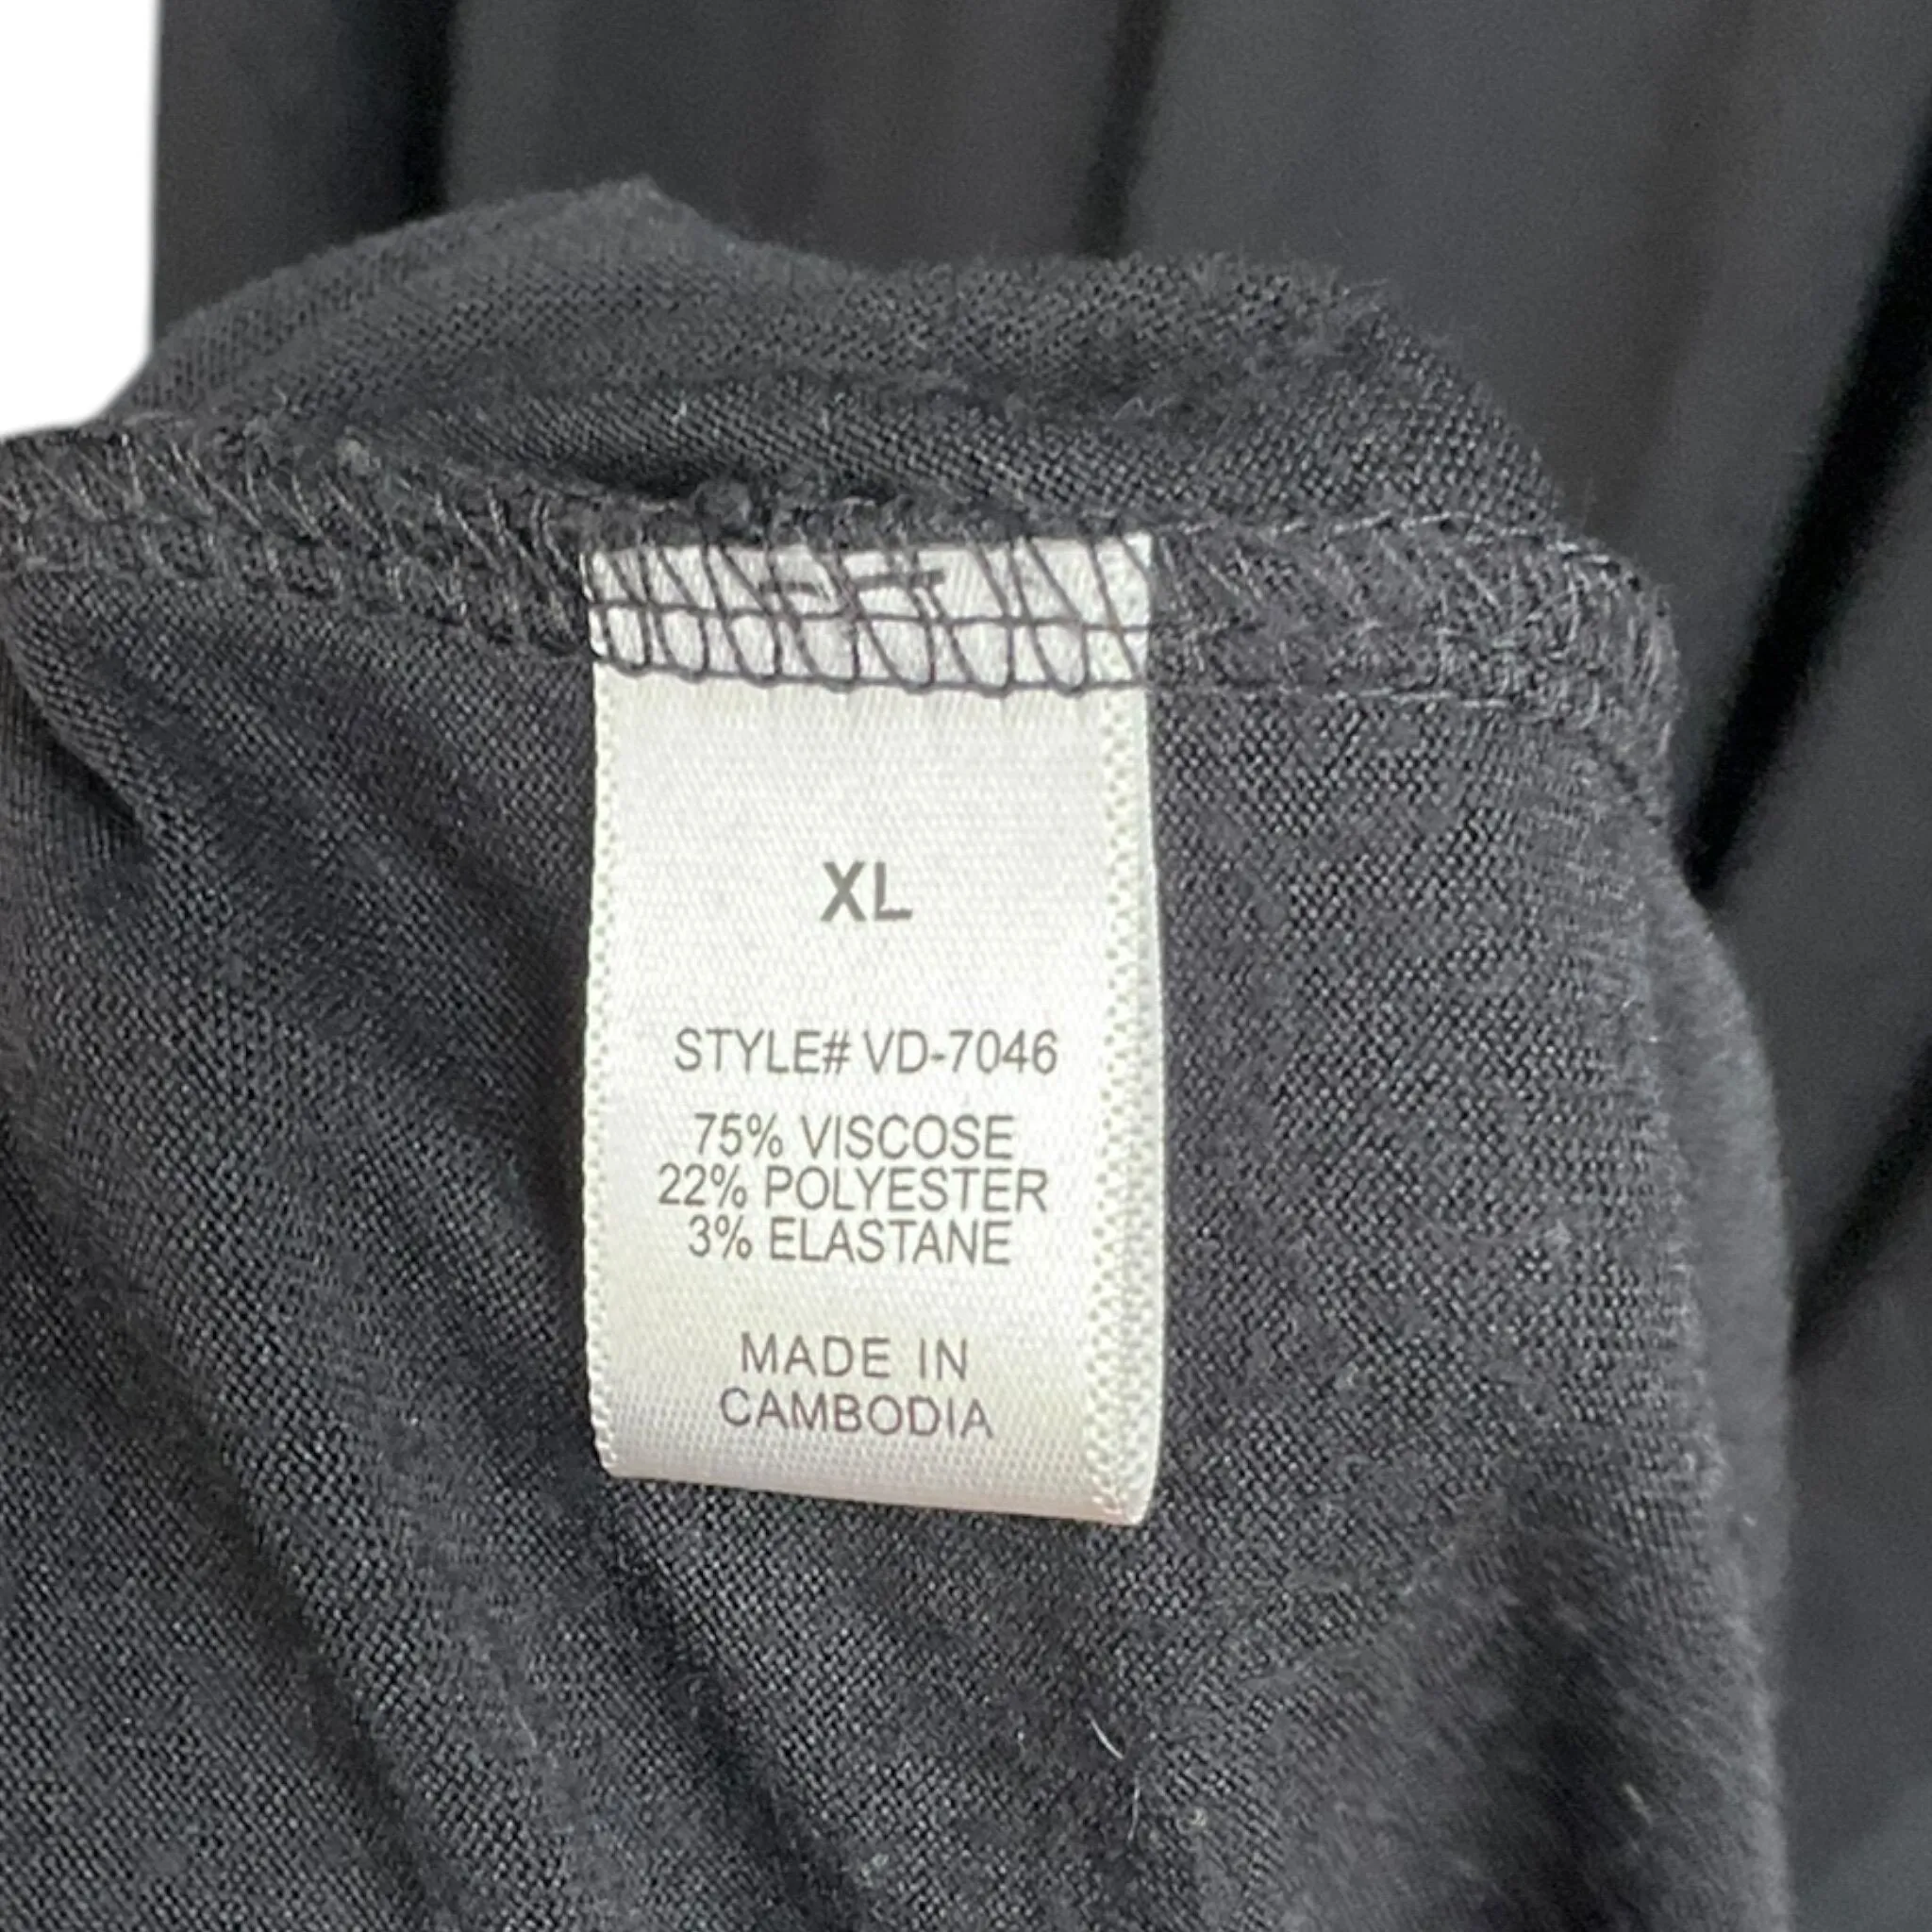 XL
STYLE# VD-7046
75% VISCOSE
22% POLYESTER
3% ELASTANE
MADE IN
CAMBODIA